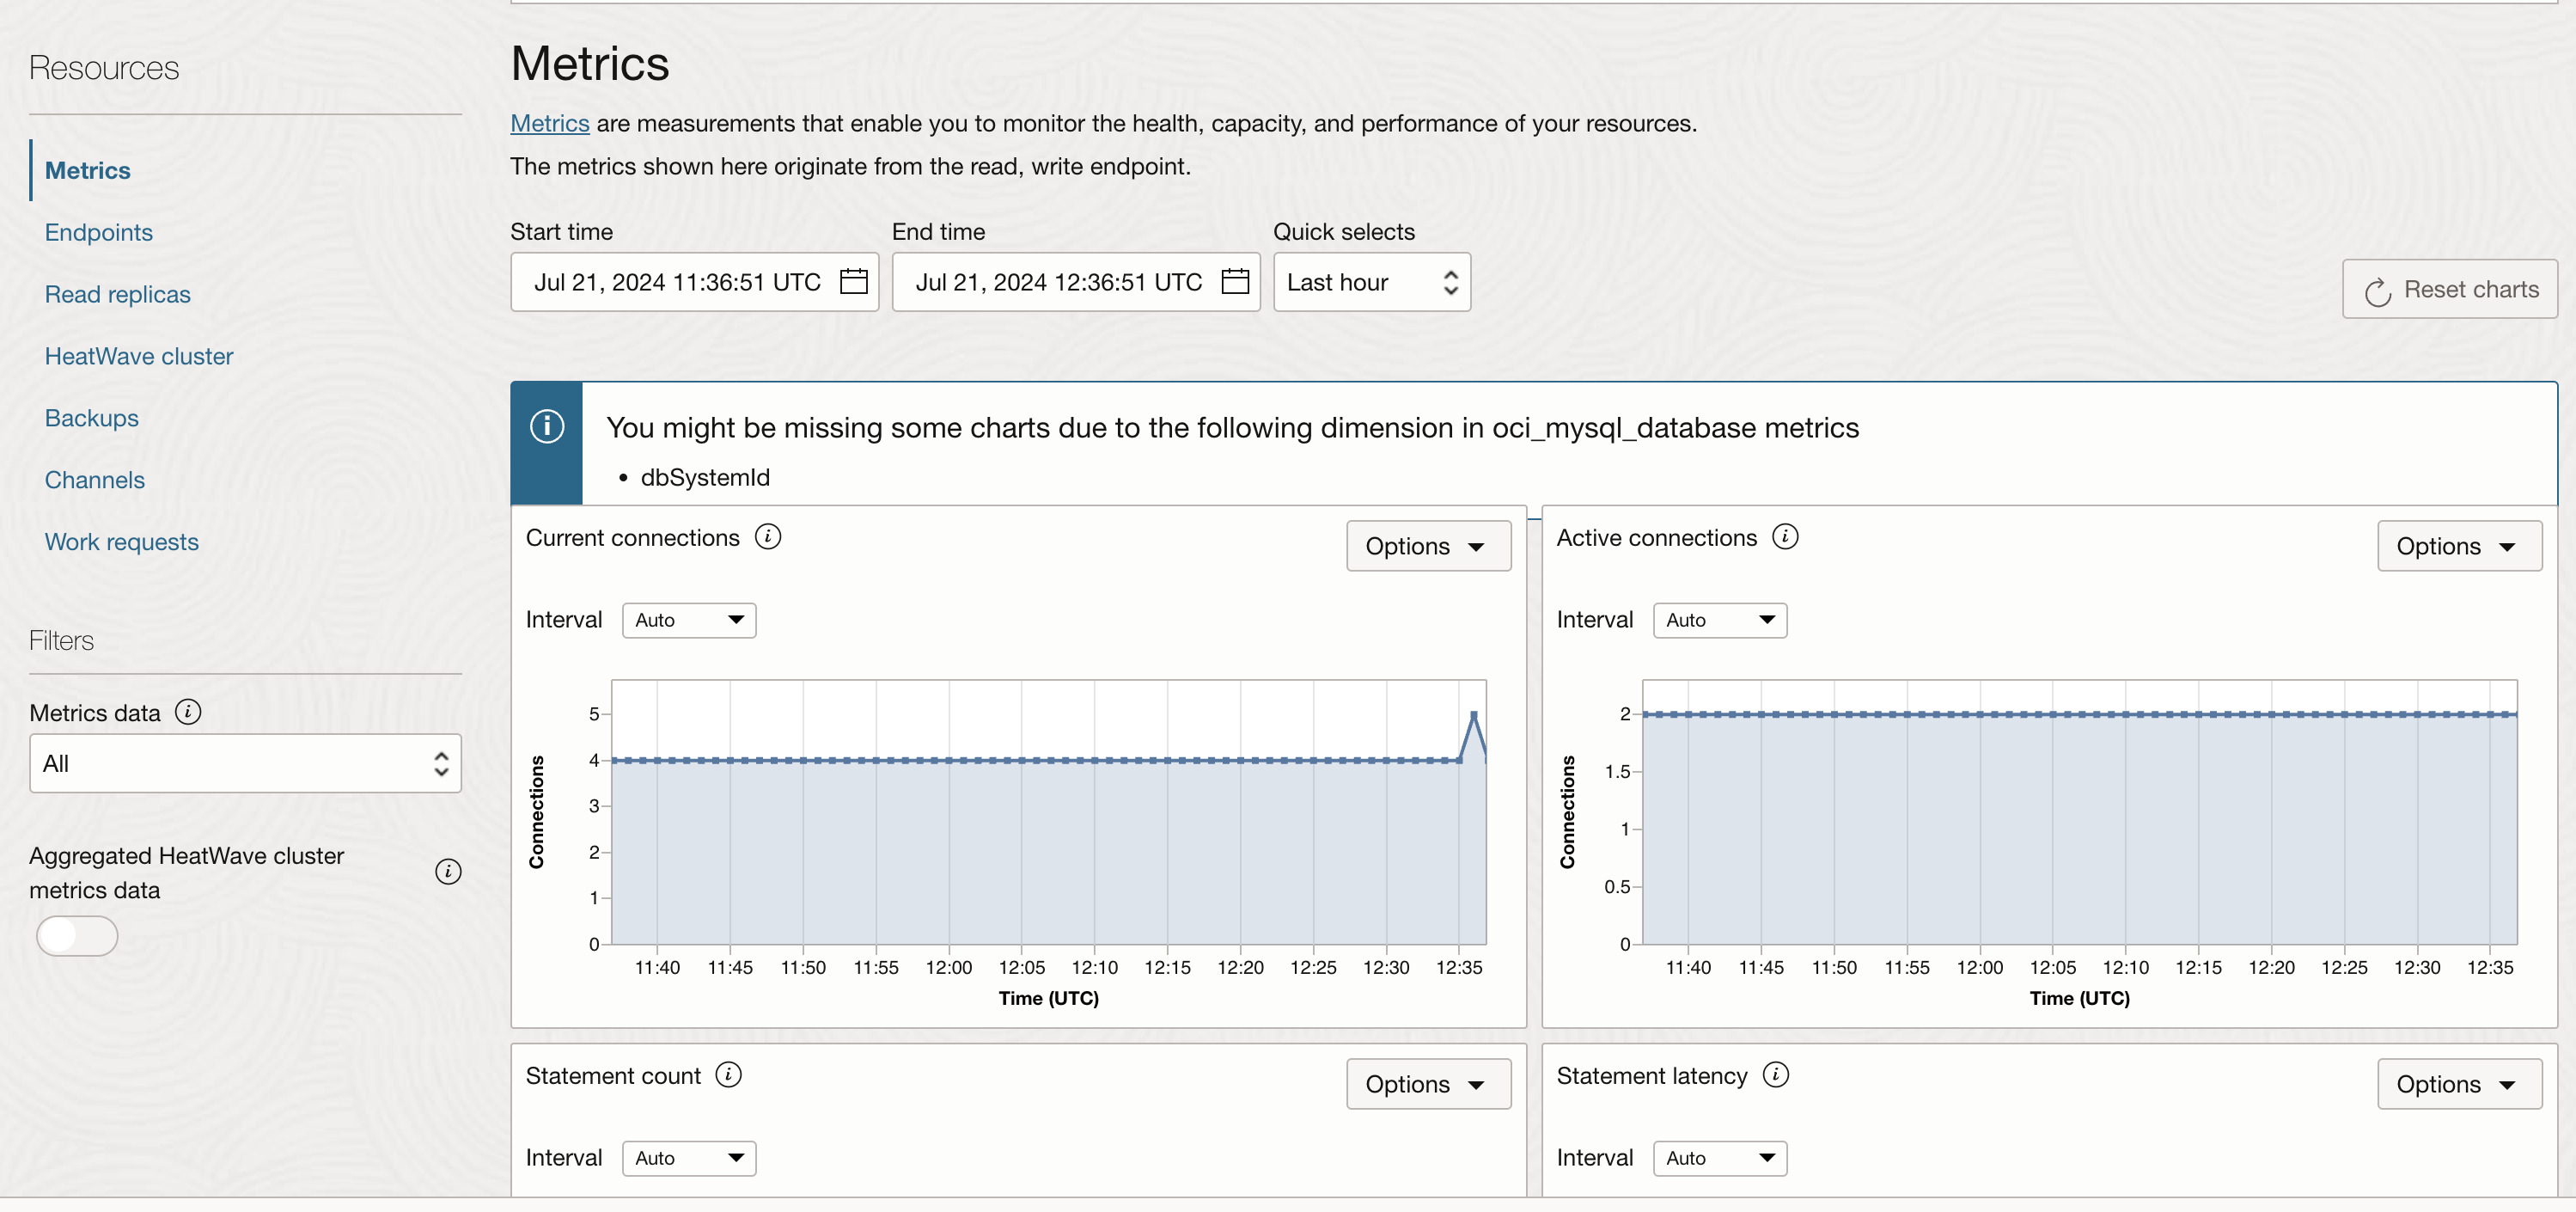 Resources
Metrics
Endpoints
Read replicas
HeatWave cluster
Backups
Channels
Work requests
Filters
Metrics data
All
Aggregated HeatWave cluster
metrics data
Metrics
Metrics are measurements that enable you to monitor the health, capacity, and performance of your resources.
The metrics shown here originate from the read, write endpoint.
Start time
Jul 21, 2024 11:36:51 UTC
End time
Jul 21, 2024 12:36:51 UTC
Quick selects
Last hour
Reset charts
You might be missing some charts due to the following dimension in oci_mysql_database metrics
• dbSystemId
Current connections
Options
Interval
Auto
Connections
5
4
3
2
1
0
11:40 11:45 11:50 11:55 12:00 12:05 12:10 12:15 12:20 12:25 12:30 12:35
Time (UTC)
Active connections
Options
Interval
Auto
Connections
2
1.5
1
0.5
0
11:40 11:45 11:50 11:55 12:00 12:05 12:10 12:15 12:20 12:25 12:30 12:35
Time (UTC)
Statement count
Options
Interval
Auto
Statement latency
Options
Interval
Auto